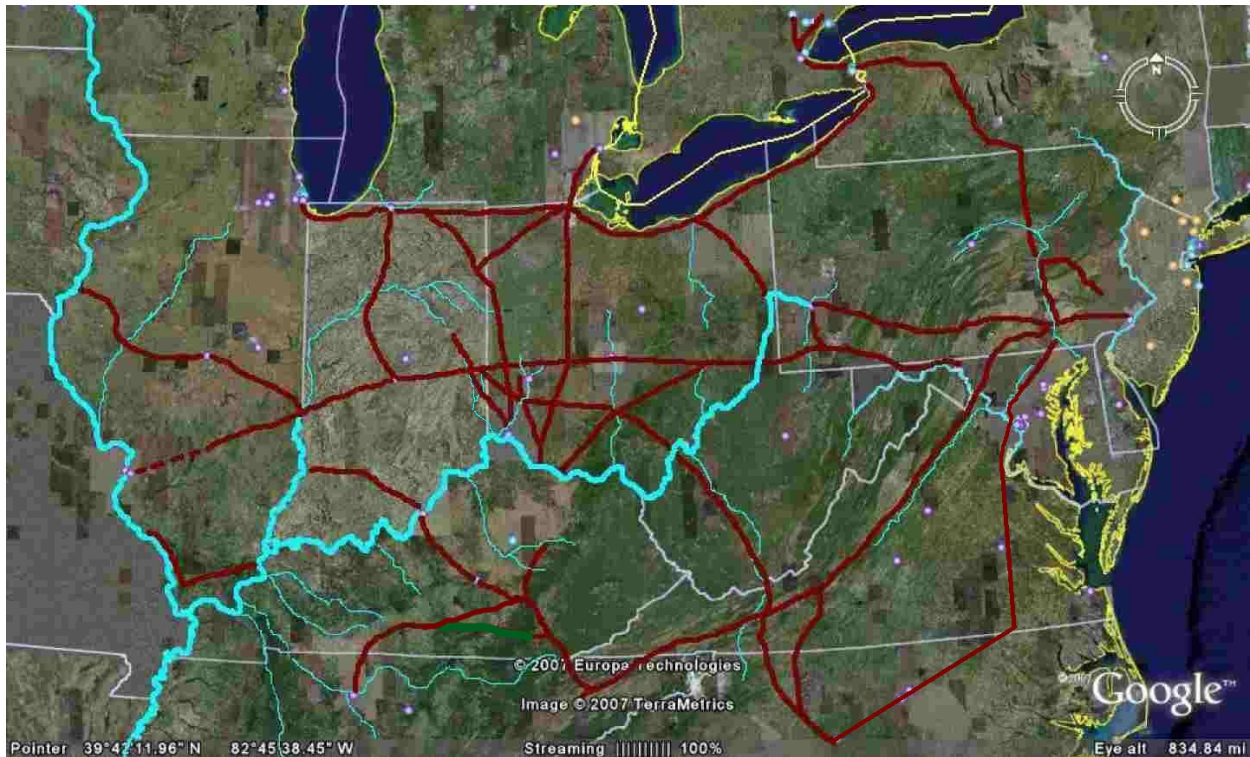 N
© 2007 Europa Technologies
Image © 2007 TerraMetrics
© 2007 Google™
Pointer 39°42'11.96" N 82°45'38.45" W Streaming |||||||||| 100% Eye alt 834.84 mi